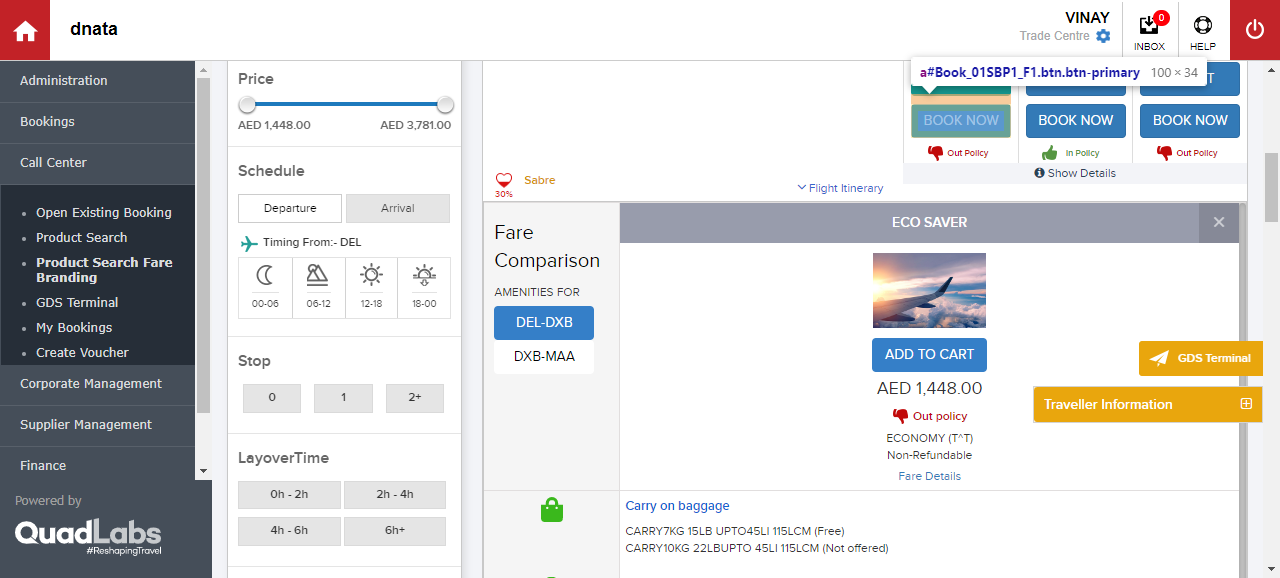 dnata
VINAY
Trade Centre
0
INBOX
HELP
Administration
Bookings
Call Center
Open Existing Booking
Product Search
Product Search Fare
Branding
GDS Terminal
My Bookings
Create Voucher
Corporate Management
Supplier Management
Finance
Powered by
QuadLabs
#ReshapingTravel
Price
AED 1,448.00
AED 3,781.00
Schedule
Departure
Arrival
Timing From:- DEL
00-06
06-12
12-18
18-00
Stop
0
1
2+
LayoverTime
0h - 2h
2h - 4h
4h - 6h
6h+
a#Book_01SBP1_F1.btn.btn-primary 100 × 34
BOOK NOW
BOOK NOW
BOOK NOW
Out Policy
In Policy
Out Policy
Show Details
30%
Sabre
Flight Itinerary
Fare
Comparison
AMENITIES FOR
DEL-DXB
DXB-MAA
ECO SAVER
ADD TO CART
AED 1,448.00
Out policy
ECONOMY (T^T)
Non-Refundable
Fare Details
GDS Terminal
Traveller Information
Carry on baggage
CARRY7KG 15LB UPTO45LI 115LCM (Free)
CARRY10KG 22LBUPTO 45LI 115LCM (Not offered)